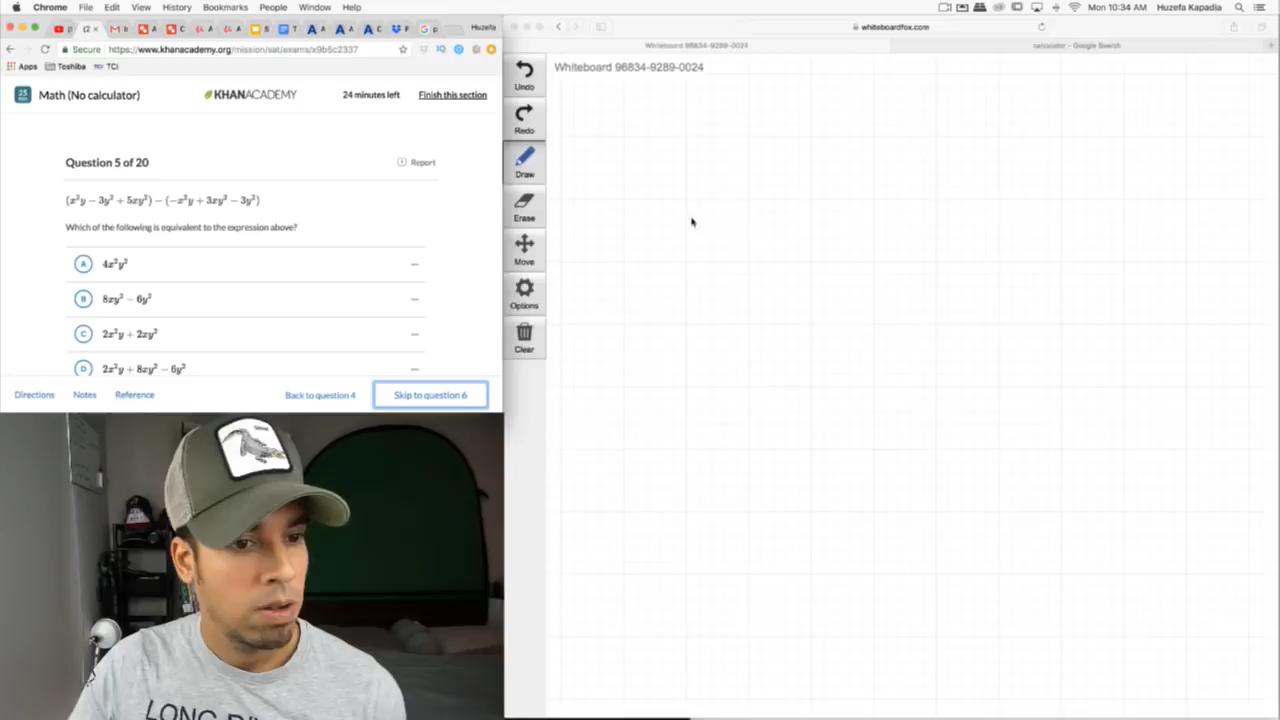 Chrome File Edit View History Bookmarks People Window Help
Mon 10:34 AM Huzefa Kapadia
Huzefa
Secure https://www.khanacademy.org/mission/sat/exams/x9b5c2337
Apps Toshiba TCI
25
Math (No calculator)
KHANACADEMY
24 minutes left
Finish this section
Question 5 of 20
Report
(x²y − 3y² + 5xy²) − (−x²y + 3xy² − 3y²)
Which of the following is equivalent to the expression above?
A 4x²y²
B 8xy² − 6y²
C 2x²y + 2xy²
D 2x²y + 8xy² − 6y²
Directions Notes Reference Back to question 4 Skip to question 6
whiteboardfox.com
Whiteboard 96834-9289-0024 calculator - Google Search
Whiteboard 96834-9289-0024
Undo
Redo
Draw
Erase
Move
Options
Clear